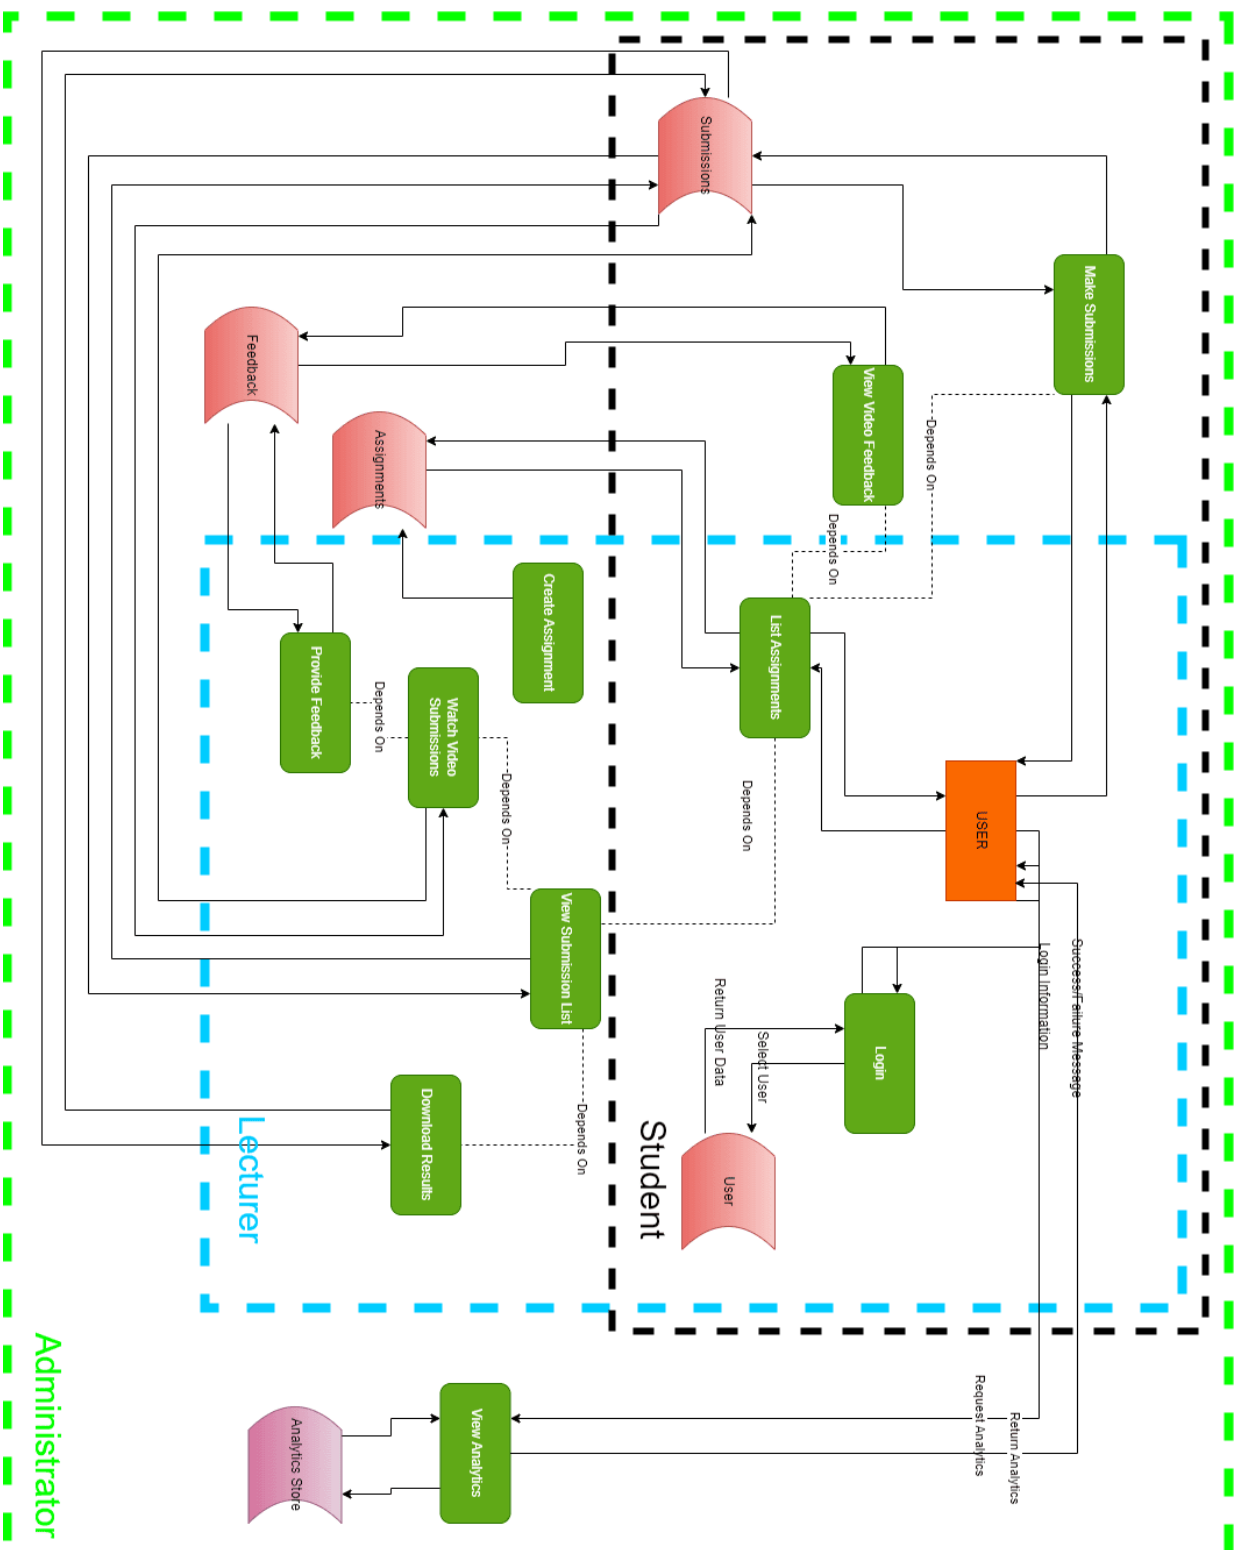 Administrator
Analytics Store
View Analytics
Request Analytics
Return Analytics
Lecturer
Student
Download Results
Depends On
User
Return User Data
Select User
Login
Login Information
Success/Failure Message
View Submission List
Depends On
Watch Video
Submissions
Depends On
Provide Feedback
Create Assignment
Depends On
List Assignments
USER
Depends On
Depends On
Feedback
Assignments
View Video Feedback
Make Submissions
Submissions